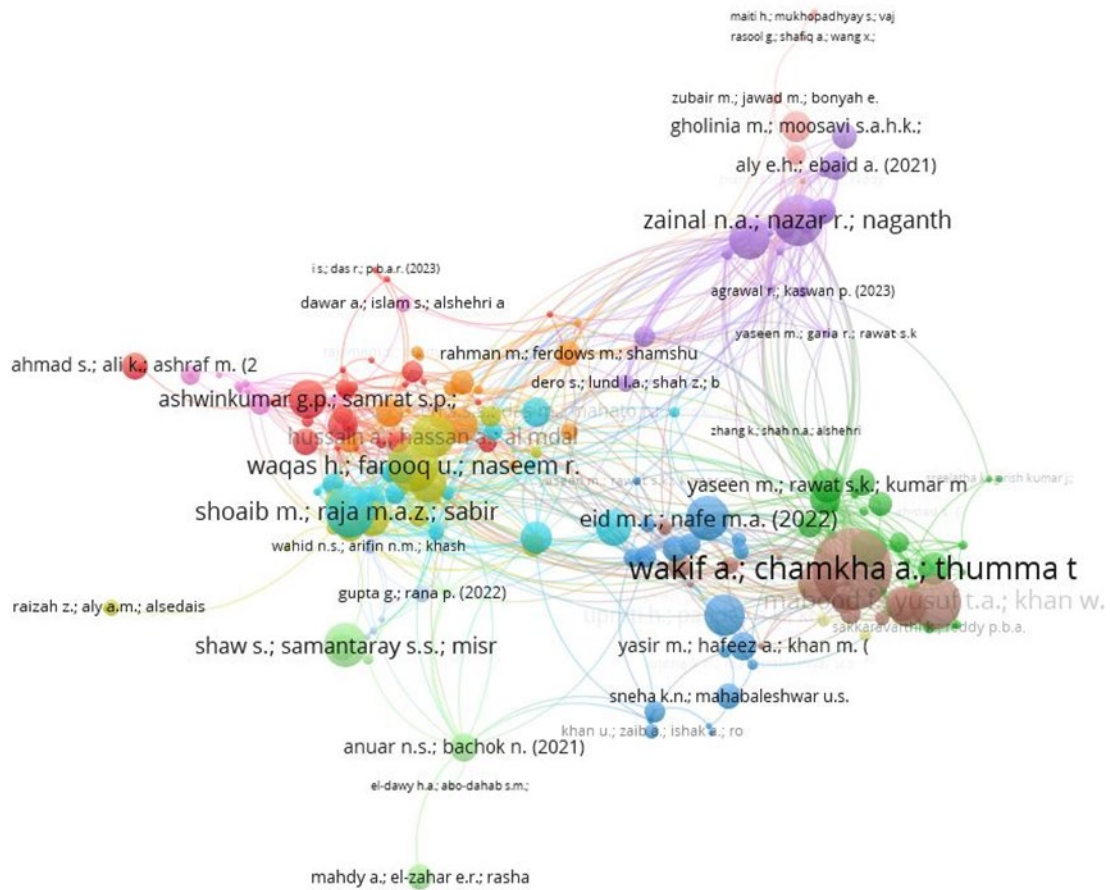 maiti h.; mukhopadhyay s.; vaj
rasool g.; shafiq a.; wang x.;
zubair m.; jawad m.; bonyah e.
gholinia m.; moosavi s.a.h.k.;
aly e.h.; ebaid a. (2021)
zainal n.a.; nazar r.; naganth
i s.; das r.; p.b.a.r. (2023)
dawar a.; islam s.; alshehri a
agrawal r.; kaswan p. (2023)
yaseen m.; garia r.; rawat s.k
ahmad s.; ali k.; ashraf m. (2
rahman m.; ferdows m.; shamshu
dero s.; lund l.a.; shah z.; b
ashwinkumar g.p.; samrat s.p.;
zhang k.; shah n.a.; alshehri
hussain a.; hassan a.; al mdal
waqas h.; farooq u.; naseem r.
yaseen m.; rawat s.k.; kumar m
shoaib m.; raja m.a.z.; sabir
eid m.r.; nafe m.a. (2022)
wahid n.s.; arifin n.m.; khash
wakif a.; chamkha a.; thumma t
gupta g.; rana p. (2022)
mabood f.; yusuf t.a.; khan w.
raizah z.; aly a.m.; alsedais
sakkaravarthi k.; reddy p.b.a.
shaw s.; samantaray s.s.; misr
yasir m.; hafeez a.; khan m. (
sneha k.n.; mahabaleshwar u.s.
khan u.; zaib a.; ishak a.; ro
anuar n.s.; bachok n. (2021)
el-dawy h.a.; abo-dahab s.m.;
mahdy a.; el-zahar e.r.; rasha